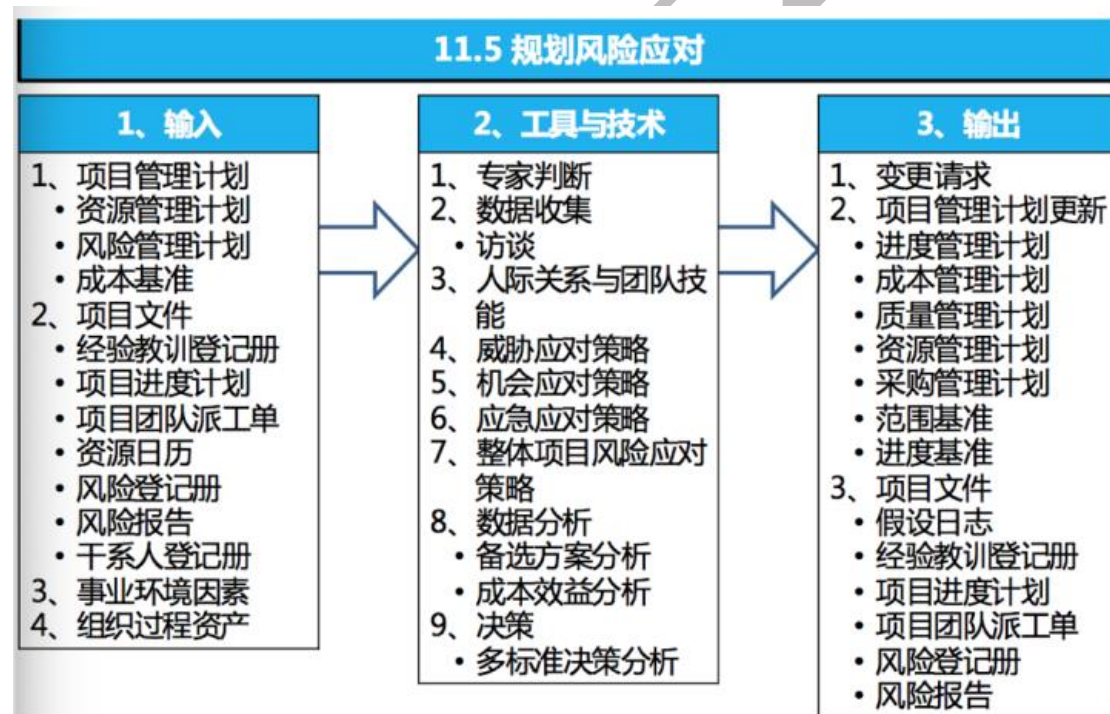 11.5 规划风险应对
1、输入
1、项目管理计划
• 资源管理计划
• 风险管理计划
• 成本基准
2、项目文件
• 经验教训登记册
• 项目进度计划
• 项目团队派工单
• 资源日历
• 风险登记册
• 风险报告
• 干系人登记册
3、事业环境因素
4、组织过程资产
2、工具与技术
1、专家判断
2、数据收集
• 访谈
3、人际关系与团队技
能
4、威胁应对策略
5、机会应对策略
6、应急应对策略
7、整体项目风险应对
策略
8、数据分析
• 备选方案分析
• 成本效益分析
9、决策
• 多标准决策分析
3、输出
1、变更请求
2、项目管理计划更新
• 进度管理计划
• 成本管理计划
• 质量管理计划
• 资源管理计划
• 采购管理计划
• 范围基准
• 进度基准
3、项目文件
• 假设日志
• 经验教训登记册
• 项目进度计划
• 项目团队派工单
• 风险登记册
• 风险报告